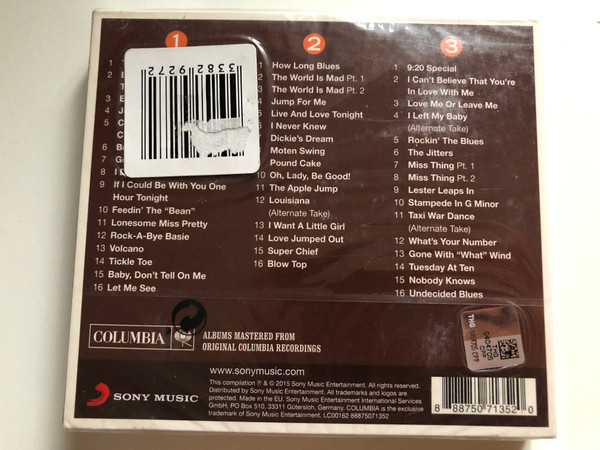 1
If I Could Be With You One
Hour Tonight
10 Feedin' The "Bean"
11 Lonesome Miss Pretty
12 Rock-A-Bye Basie
13 Volcano
14 Tickle Toe
15 Baby, Don't Tell On Me
16 Let Me See
3382 9272
2
1 How Long Blues
2 The World Is Mad Pt. 1
3 The World Is Mad Pt. 2
4 Jump For Me
5 Live And Love Tonight
6 I Never Knew
Dickie's Dream
Moten Swing
Pound Cake
10 Oh, Lady, Be Good!
11 The Apple Jump
12 Louisiana
(Alternate Take)
13 I Want A Little Girl
14 Love Jumped Out
15 Super Chief
16 Blow Top
3
1 9:20 Special
2 I Can't Believe That You're
In Love With Me
3 Love Me Or Leave Me
4 I Left My Baby
(Alternate Take)
5 Rockin' The Blues
6 The Jitters
7 Miss Thing Pt. 1
8 Miss Thing Pt. 2
9 Lester Leaps In
10 Stampede In G Minor
11 Taxi War Dance
(Alternate Take)
12 What's Your Number
13 Gone With "What" Wind
14 Tuesday At Ten
15 Nobody Knows
16 Undecided Blues
COLUMBIA
ALBUMS MASTERED FROM
ORIGINAL COLUMBIA RECORDINGS
THG
www.sonymusic.com
This compilation ℗ & © 2015 Sony Music Entertainment. All rights reserved.
Distributed by Sony Music Entertainment. All trademarks and logos are
protected. Made in the EU. Sony Music Entertainment International Services
GmbH, PO Box 510, 33311 Gütersloh, Germany. COLUMBIA is the exclusive
trademark of Sony Music Entertainment. LC00162 88875071352
SONY MUSIC
8 88750 71352 0